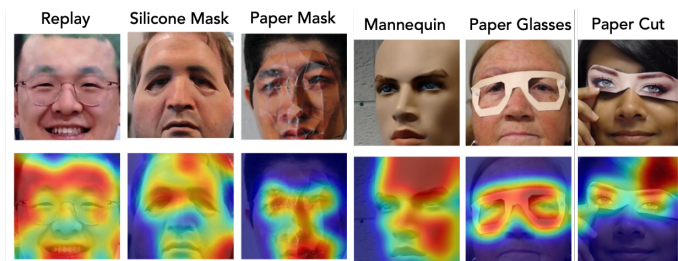 Replay
Silicone Mask
Paper Mask
Mannequin
Paper Glasses
Paper Cut